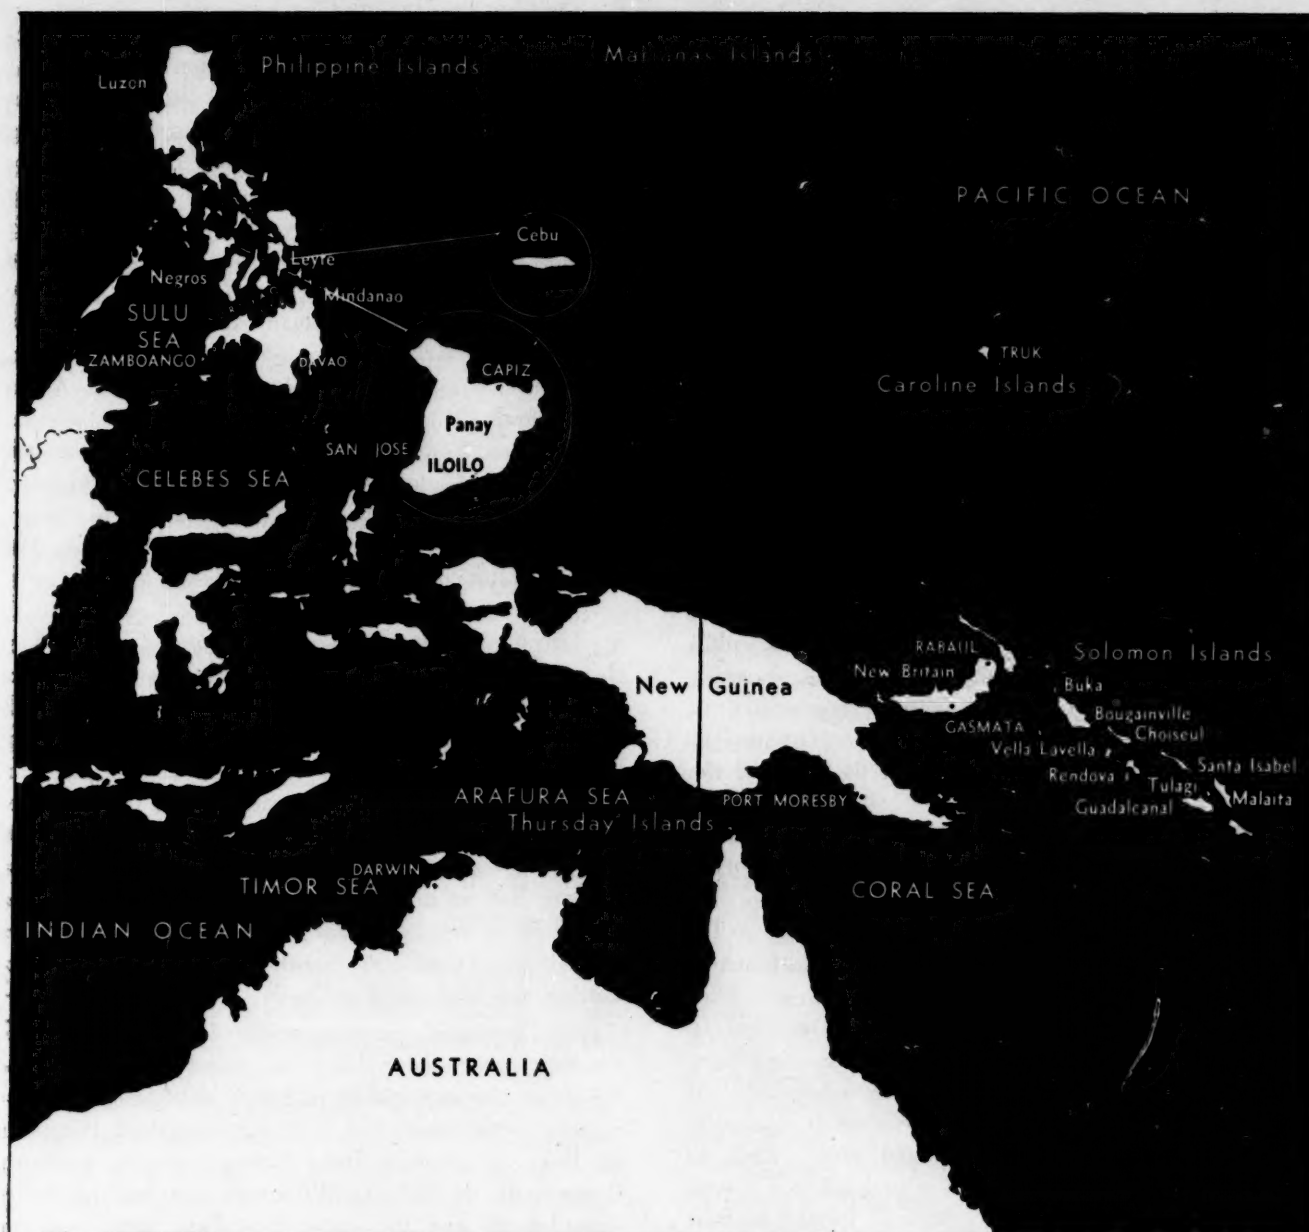 Luzon
Philippine Islands
Marianas Islands
PACIFIC OCEAN
Cebu
Leyte
Negros
Mindanao
SULU
SEA
ZAMBOANGO
DAVAO
CAPIZ
TRUK
Caroline Islands
Panay
SAN JOSE
ILOILO
CELEBES SEA
RABAUL
Solomon Islands
New Britain
New Guinea
Buka
Bougainville
GASMATA
Choiseul
Vella Lavella
Santa Isabel
Rendova
Tulagi
Malaita
Guadalcanal
ARAFURA SEA
PORT MORESBY
Thursday Islands
DARWIN
TIMOR SEA
CORAL SEA
INDIAN OCEAN
AUSTRALIA